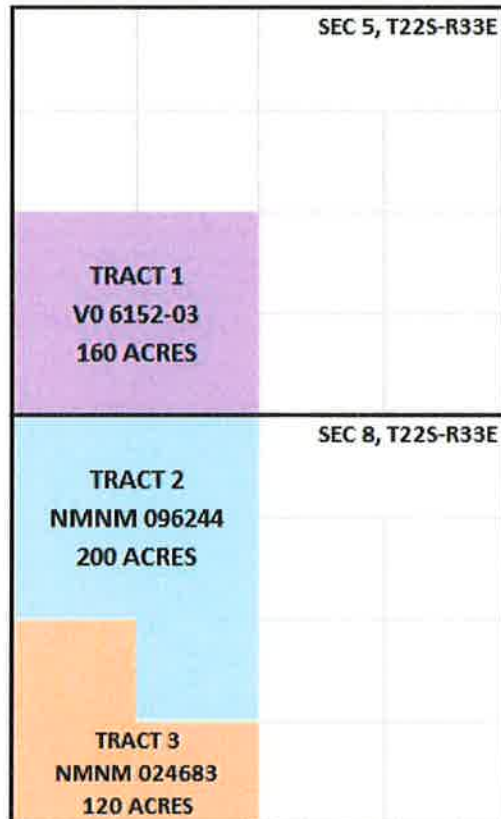 SEC 5, T22S-R33E
TRACT 1
V0 6152-03
160 ACRES
SEC 8, T22S-R33E
TRACT 2
NMNM 096244
200 ACRES
TRACT 3
NMNM 024683
120 ACRES